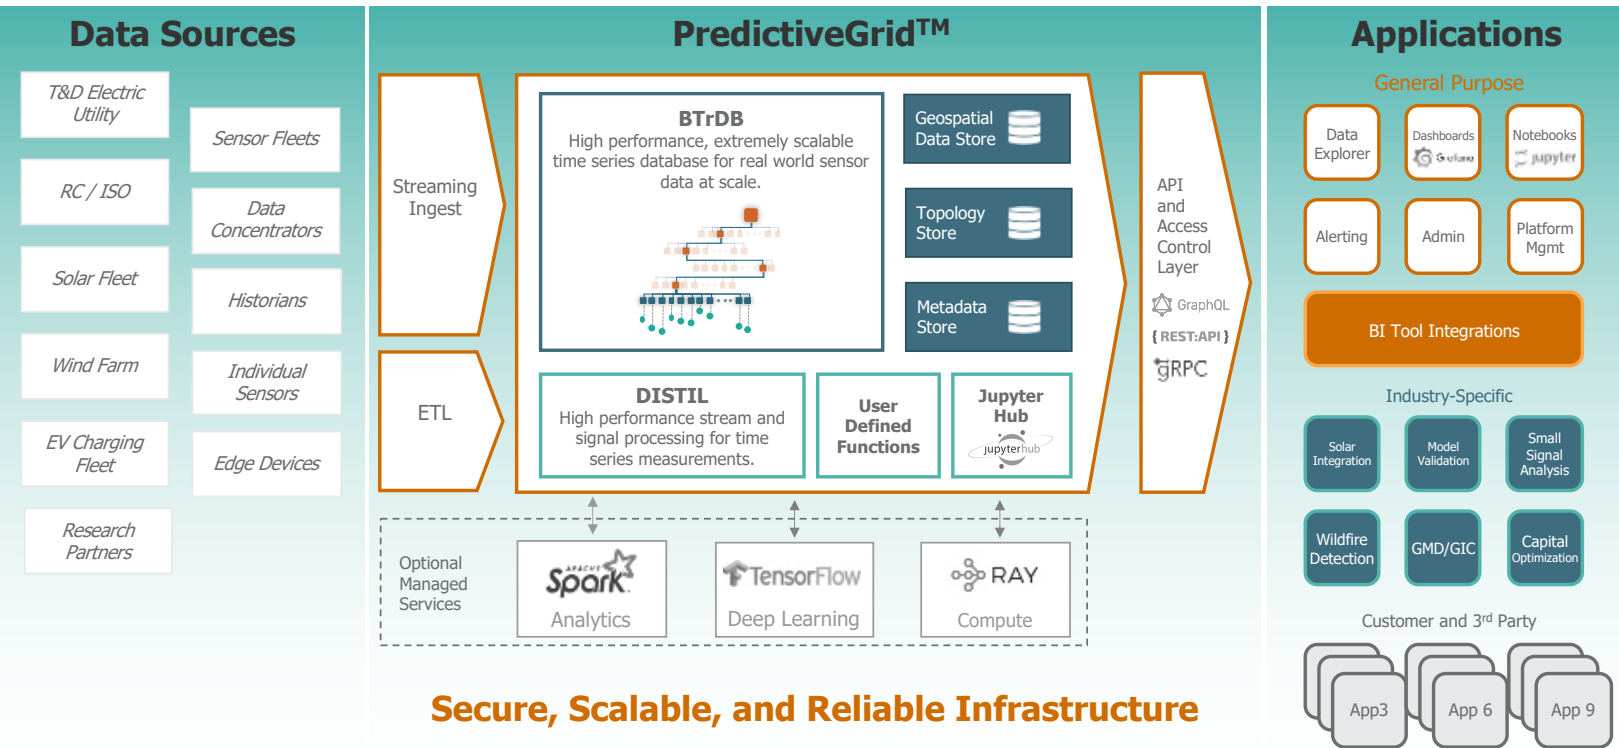 Data Sources
T&D Electric
Utility
RC / ISO
Solar Fleet
Wind Farm
EV Charging
Fleet
Research
Partners
Sensor Fleets
Data
Concentrators
Historians
Individual
Sensors
Edge Devices
PredictiveGrid™
Streaming
Ingest
ETL
BTrDB
High performance, extremely scalable
time series database for real world sensor
data at scale.
Geospatial
Data Store
Topology
Store
Metadata
Store
DISTIL
High performance stream and
signal processing for time
series measurements.
User
Defined
Functions
Jupyter
Hub
jupyterhub
API
and
Access
Control
Layer
GraphQL
{ REST:API }
gRPC
Optional
Managed
Services
APACHE
Spark
Analytics
TensorFlow
Deep Learning
RAY
Compute
Secure, Scalable, and Reliable Infrastructure
Applications
General Purpose
Data
Explorer
Dashboards
Grafana
Notebooks
jupyter
Alerting
Admin
Platform
Mgmt
BI Tool Integrations
Industry-Specific
Solar
Integration
Model
Validation
Small
Signal
Analysis
Wildfire
Detection
GMD/GIC
Capital
Optimization
Customer and 3rd Party
App3
App 6
App 9